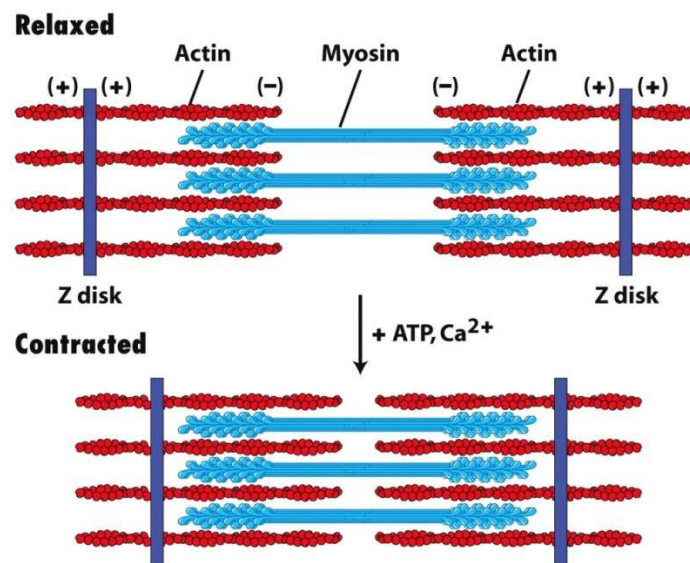 Relaxed
Actin Myosin Actin
(+) (+) (−) (−) (+) (+)
Z disk Z disk
+ ATP, Ca²⁺
Contracted